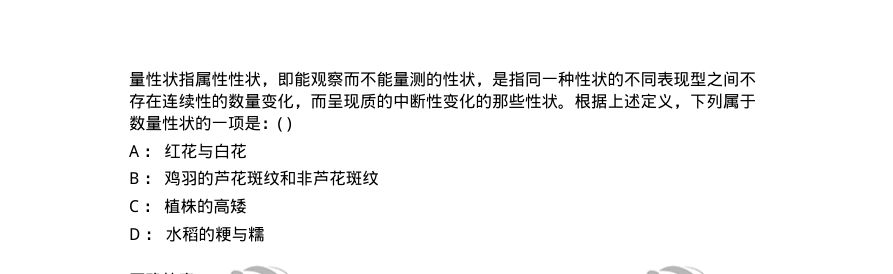 量性状指属性性状，即能观察而不能量测的性状，是指同一种性状的不同表现型之间不
存在连续性的数量变化，而呈现质的中断性变化的那些性状。根据上述定义，下列属于
数量性状的一项是：( )
A： 红花与白花
B： 鸡羽的芦花斑纹和非芦花斑纹
C： 植株的高矮
D： 水稻的粳与糯